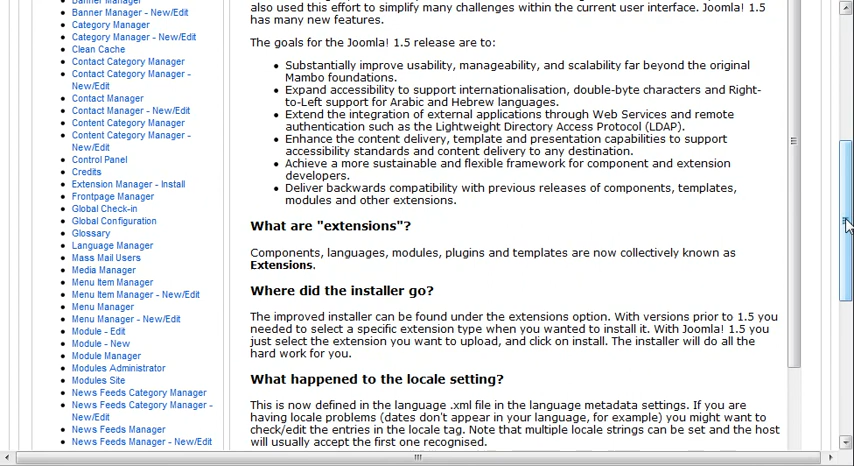 Banner Manager
Banner Manager - New/Edit
Category Manager
Category Manager - New/Edit
Clean Cache
Contact Category Manager
Contact Category Manager -
New/Edit
Contact Manager
Contact Manager - New/Edit
Content Category Manager
Content Category Manager -
New/Edit
Control Panel
Credits
Extension Manager - Install
Frontpage Manager
Global Check-in
Global Configuration
Glossary
Language Manager
Mass Mail Users
Media Manager
Menu Item Manager
Menu Item Manager - New/Edit
Menu Manager
Menu Manager - New/Edit
Module - Edit
Module - New
Module Manager
Modules Administrator
Modules Site
News Feeds Category Manager
News Feeds Category Manager -
New/Edit
News Feeds Manager
News Feeds Manager - New/Edit
also used this effort to simplify many challenges within the current user interface. Joomla! 1.5
has many new features.
The goals for the Joomla! 1.5 release are to:
Substantially improve usability, manageability, and scalability far beyond the original
Mambo foundations.
Expand accessibility to support internationalisation, double-byte characters and Right-
to-Left support for Arabic and Hebrew languages.
Extend the integration of external applications through Web Services and remote
authentication such as the Lightweight Directory Access Protocol (LDAP).
Enhance the content delivery, template and presentation capabilities to support
accessibility standards and content delivery to any destination.
Achieve a more sustainable and flexible framework for component and extension
developers.
Deliver backwards compatibility with previous releases of components, templates,
modules and other extensions.
What are "extensions"?
Components, languages, modules, plugins and templates are now collectively known as
Extensions.
Where did the installer go?
The improved installer can be found under the extensions option. With versions prior to 1.5 you
needed to select a specific extension type when you wanted to install it. With Joomla! 1.5 you
just select the extension you want to upload, and click on install. The installer will do all the
hard work for you.
What happened to the locale setting?
This is now defined in the language .xml file in the language metadata settings. If you are
having locale problems (dates don't appear in your language, for example) you might want to
check/edit the entries in the locale tag. Note that multiple locale strings can be set and the host
will usually accept the first one recognised.